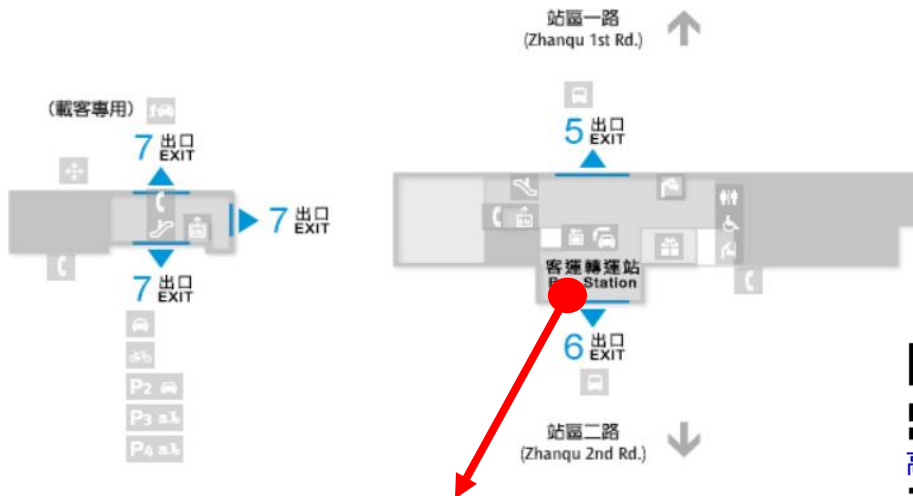 站區一路
(Zhanqu 1st Rd.)
(載客專用)
7 出口
EXIT
5 出口
EXIT
7 出口
EXIT
7 出口
EXIT
客運轉運站
Station
6 出口
EXIT
P2
P3
P4
站區二路
(Zhanqu 2nd Rd.)